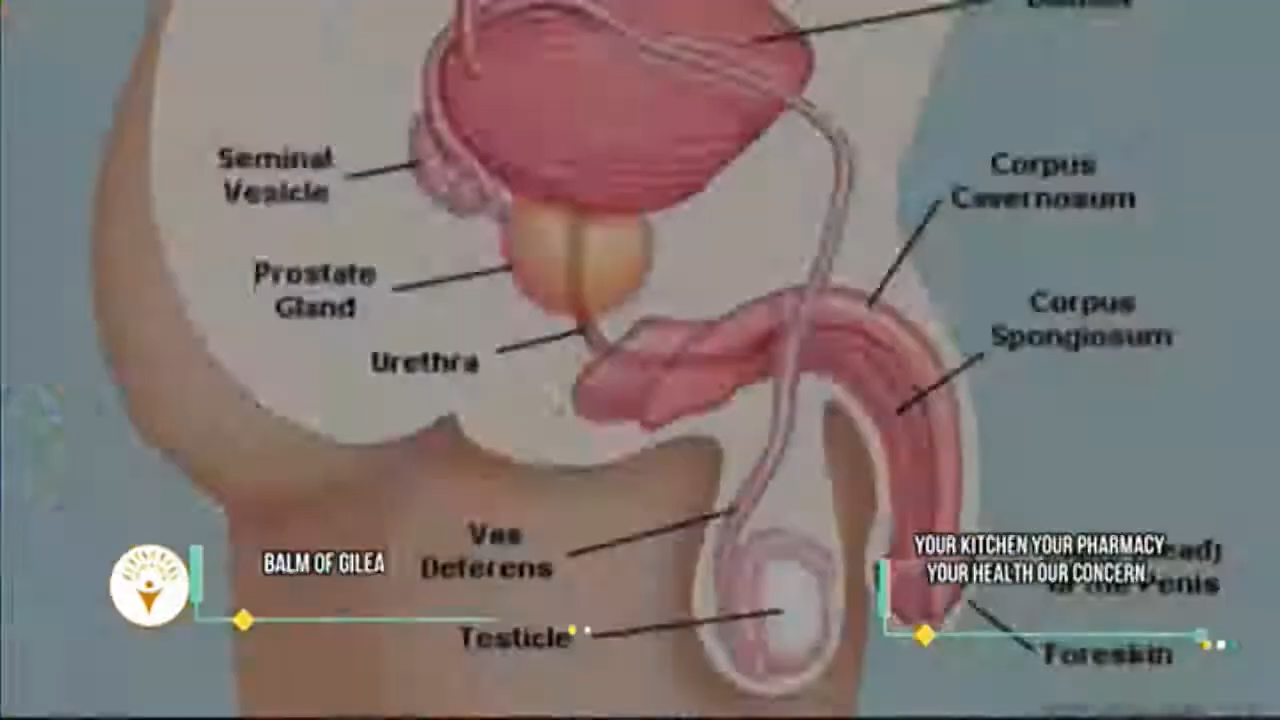 Seminal
Vesicle
Corpus
Cavernosum
Prostate
Gland
Corpus
Spongiosum
Urethra
Vas
Deferens
BALM OF GILEA
YOUR KITCHEN YOUR PHARMACY
YOUR HEALTH OUR CONCERN
Penis
Testicle
Foreskin